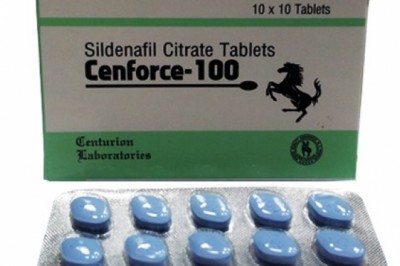 10 x 10 Tablets
Sildenafil Citrate Tablets
Cenforce-100
Centurion
Laboratories